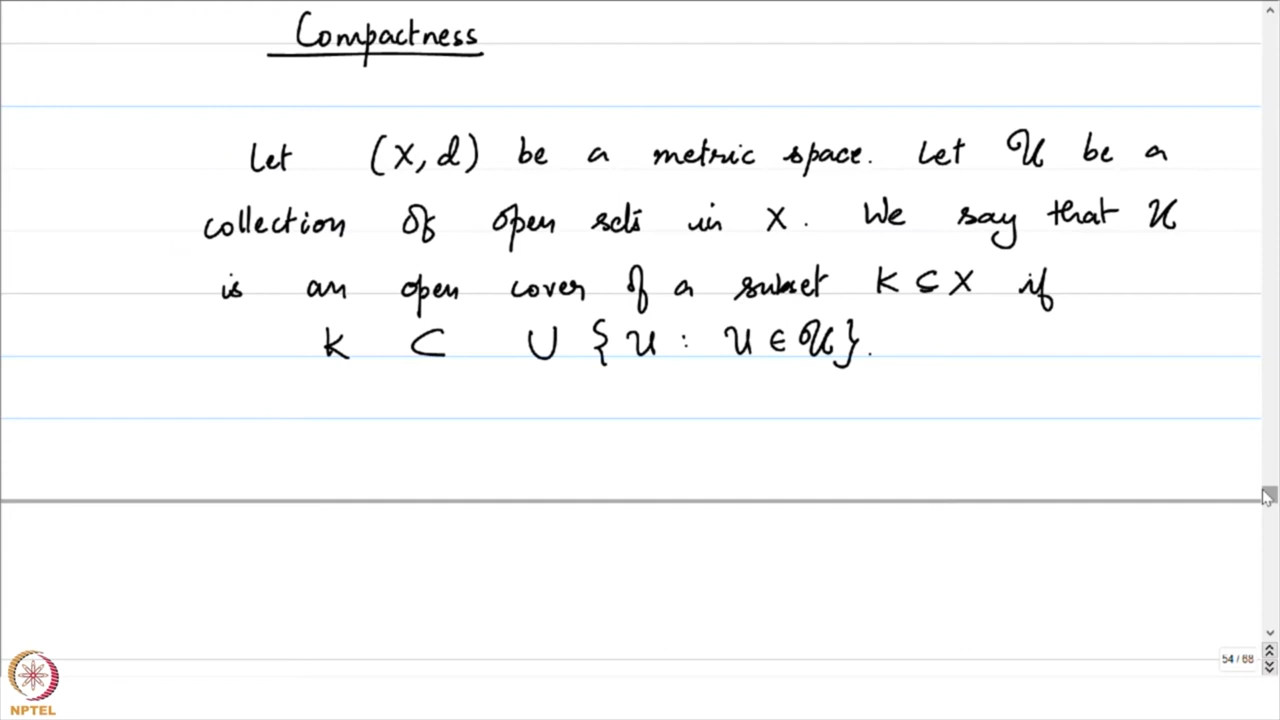 Compactness
Let (X, d) be a metric space. Let 𝒰 be a
collection of open sets in X. We say that 𝒰
is an open cover of a subset K ⊆ X if
K ⊂ ∪ {U : U ∈ 𝒰}.
54 / 68
NPTEL